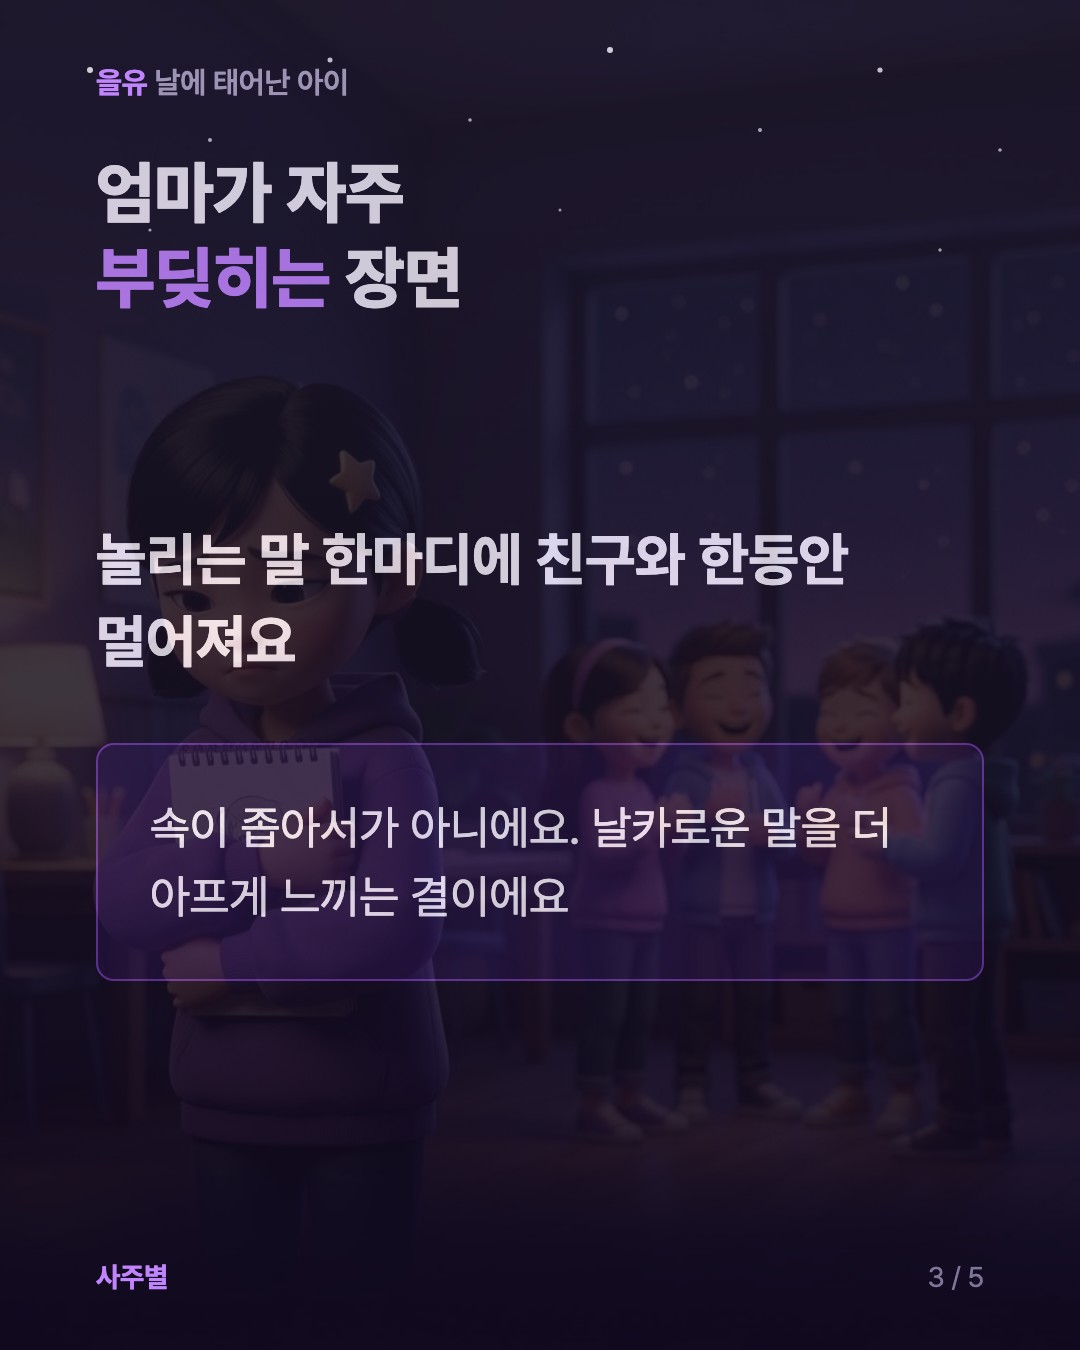 을유 날에 태어난 아이
엄마가 자주
부딪히는 장면
놀리는 말 한마디에 친구와 한동안
멀어져요
속이 좁아서가 아니에요. 날카로운 말을 더
아프게 느끼는 결이에요
사주별
3 / 5